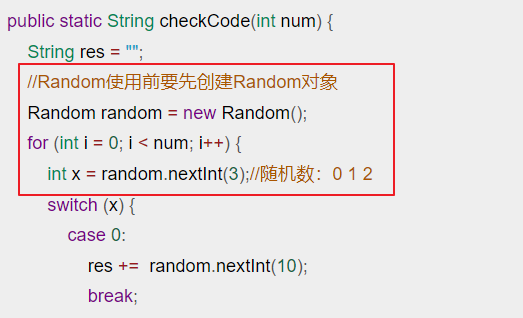 public static String checkCode(int num) {
String res = "";
//Random使用前要先创建Random对象
Random random = new Random();
for (int i = 0; i < num; i++) {
int x = random.nextInt(3);//随机数：0 1 2
switch (x) {
case 0:
res +=  random.nextInt(10);
break;